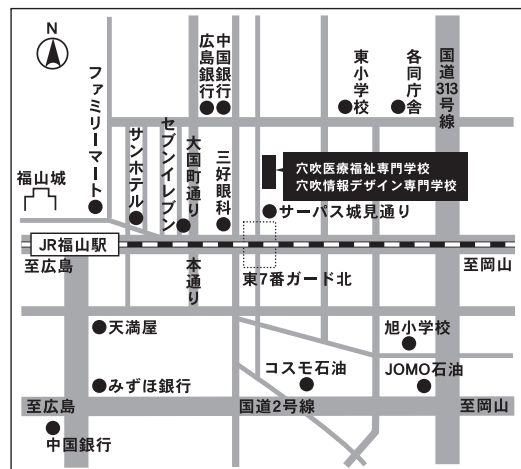 N
広島銀行
中国銀行
東小学校
各同庁舎
国道313号線
ファミリーマート
サンホテル
セブンイレブン
大国町通り
三好眼科
穴吹医療福祉専門学校
穴吹情報デザイン専門学校
福山城
サーパス城見通り
JR福山駅
至広島
本通り
東7番ガード北
至岡山
天満屋
旭小学校
コスモ石油
JOMO石油
みずほ銀行
至広島
国道2号線
至岡山
中国銀行